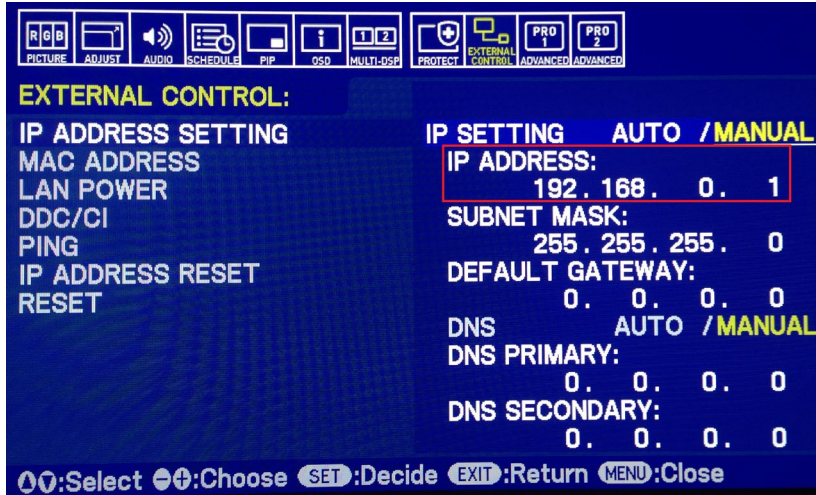 RGB
PICTURE
ADJUST
AUDIO
SCHEDULE
PIP
i
OSD
1 2
MULTI-DSP
PROTECT
EXTERNAL
CONTROL
PRO
1
ADVANCED
PRO
2
ADVANCED
EXTERNAL CONTROL:
IP ADDRESS SETTING IP SETTING AUTO /MANUAL
MAC ADDRESS IP ADDRESS:
LAN POWER 192. 168. 0. 1
DDC/CI SUBNET MASK:
PING 255. 255. 255. 0
IP ADDRESS RESET DEFAULT GATEWAY:
RESET 0. 0. 0. 0
DNS AUTO /MANUAL
DNS PRIMARY:
0. 0. 0. 0
DNS SECONDARY:
0. 0. 0. 0
:Select :Choose SET:Decide EXIT:Return MENU:Close